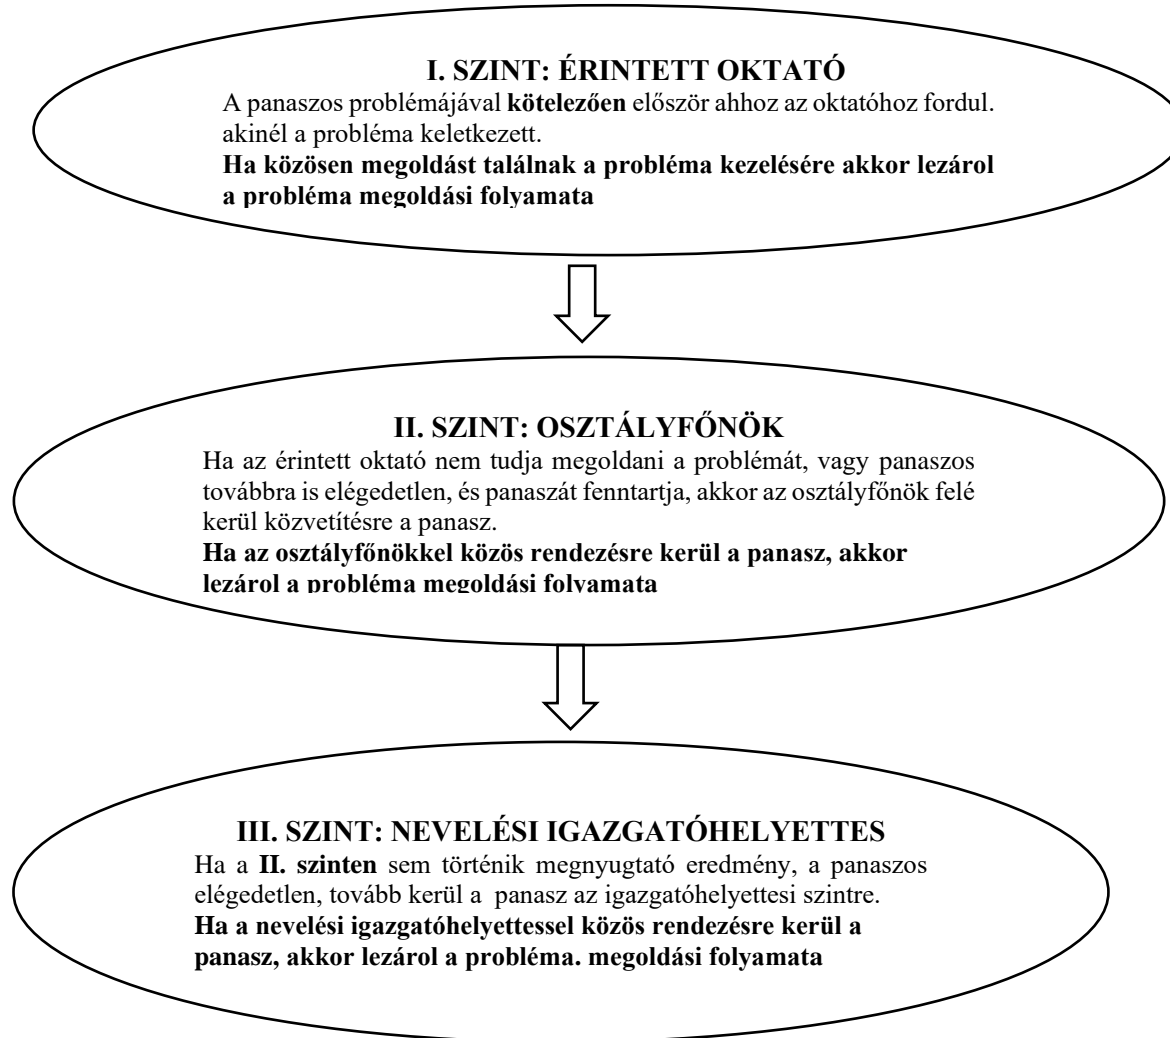 I. SZINT: ÉRINTETT OKTATÓ
A panaszos problémájával kötelezően először ahhoz az oktatóhoz fordul.
akinél a probléma keletkezett.
Ha közösen megoldást találnak a probléma kezelésére akkor lezárol
a probléma megoldási folyamata
II. SZINT: OSZTÁLYFŐNÖK
Ha az érintett oktató nem tudja megoldani a problémát, vagy panaszos
továbbra is elégedetlen, és panaszát fenntartja, akkor az osztályfőnök felé
kerül közvetítésre a panasz.
Ha az osztályfőnökkel közös rendezésre kerül a panasz, akkor
lezárol a probléma megoldási folyamata
III. SZINT: NEVELÉSI IGAZGATÓHELYETTES
Ha a II. szinten sem történik megnyugtató eredmény, a panaszos
elégedetlen, tovább kerül a panasz az igazgatóhelyettesi szintre.
Ha a nevelési igazgatóhelyettessel közös rendezésre kerül a
panasz, akkor lezárol a probléma. megoldási folyamata